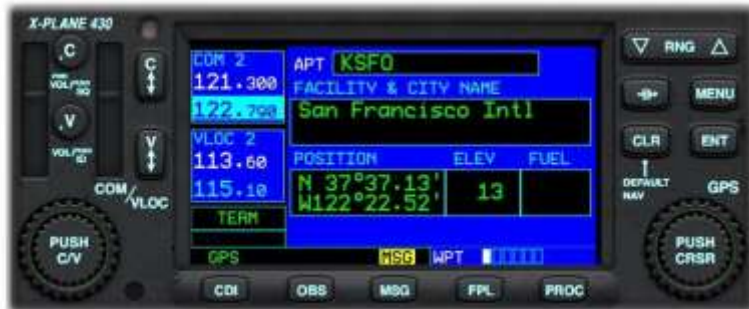 X-PLANE 430
C
PUSH
VOL/ SQ
V
PUSH
VOL/ ID
C
V
COM/VLOC
PUSH
C/V
COM 2
121.300
122.700
VLOC 2
113.60
115.10
TERM
GPS
APT KSFO
FACILITY & CITY NAME
San Francisco Intl
POSITION ELEV FUEL
N 37°37.13' 13
W122°22.52'
MSG WPT
CDI OBS MSG FPL PROC
RNG
MENU
CLR ENT
DEFAULT
NAV
GPS
PUSH
CRSR